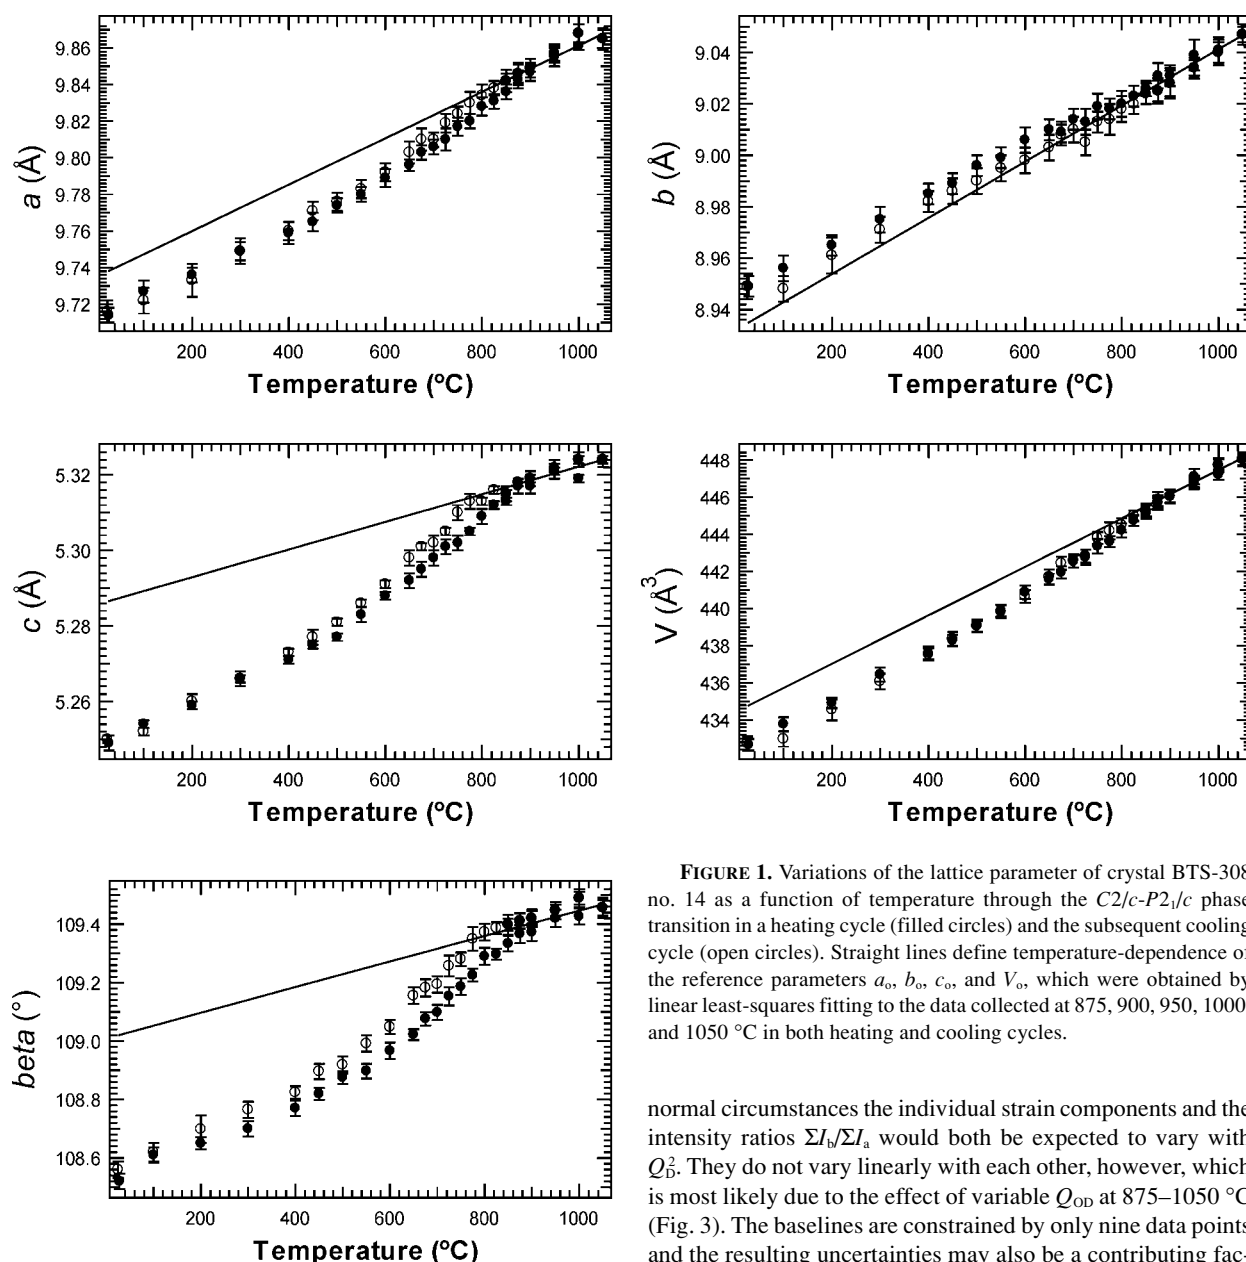 9.86
9.84
9.82
9.80
9.78
9.76
9.74
9.72
a (Å)
200 400 600 800 1000
Temperature (ºC)
9.04
9.02
9.00
8.98
8.96
8.94
b (Å)
200 400 600 800 1000
Temperature (ºC)
5.32
5.30
5.28
5.26
c (Å)
200 400 600 800 1000
Temperature (ºC)
448
446
444
442
440
438
436
434
V (Å³)
200 400 600 800 1000
Temperature (ºC)
109.4
109.2
109.0
108.8
108.6
beta (°)
200 400 600 800 1000
Temperature (ºC)
FIGURE 1. Variations of the lattice parameter of crystal BTS-308
no. 14 as a function of temperature through the C2/c-P2₁/c phase
transition in a heating cycle (filled circles) and the subsequent cooling
cycle (open circles). Straight lines define temperature-dependence of
the reference parameters aₒ, bₒ, cₒ, and Vₒ, which were obtained by
linear least-squares fitting to the data collected at 875, 900, 950, 1000
and 1050 °C in both heating and cooling cycles.
normal circumstances the individual strain components and the
intensity ratios ΣI_b/ΣI_a would both be expected to vary with
Q_D². They do not vary linearly with each other, however, which
is most likely due to the effect of variable Q_OD at 875–1050 °C
(Fig. 3). The baselines are constrained by only nine data points
and the resulting uncertainties may also be a contributing fac-